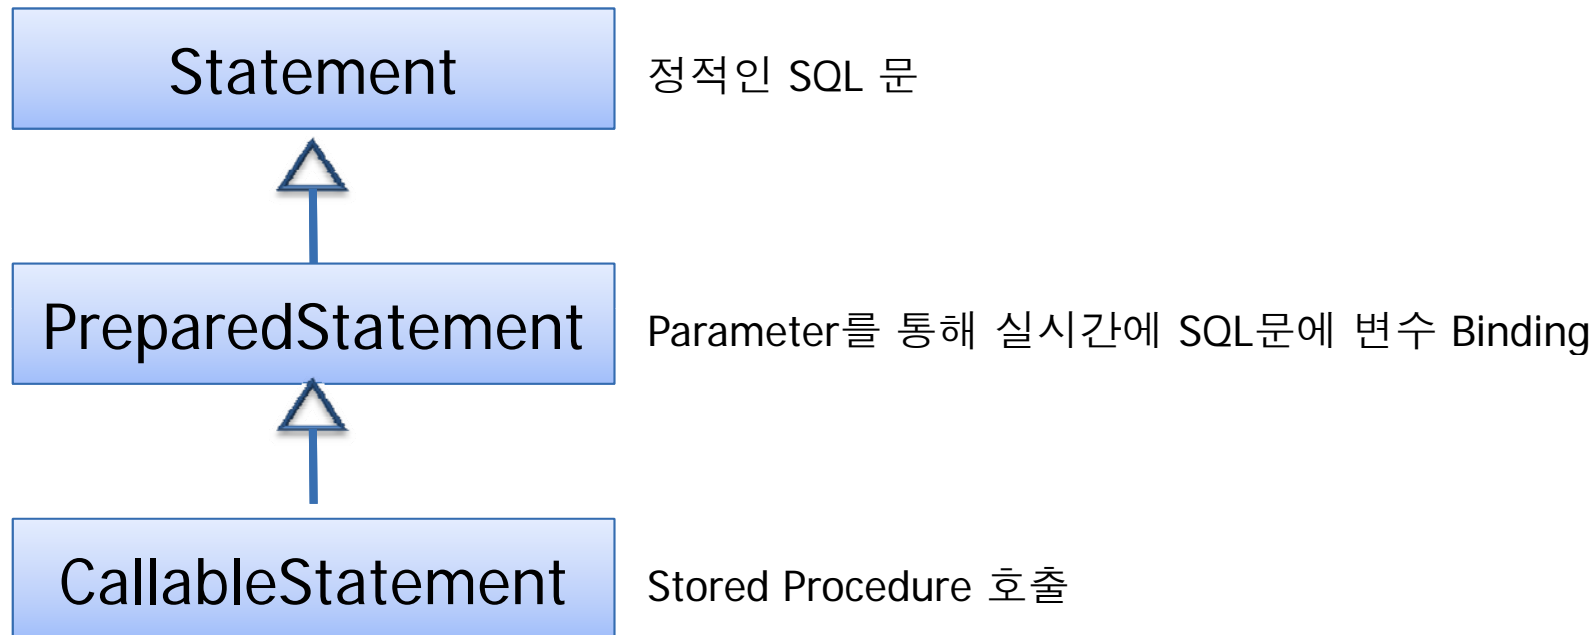 Statement 정적인 SQL 문
PreparedStatement Parameter를 통해 실시간에 SQL문에 변수 Binding
CallableStatement Stored Procedure 호출